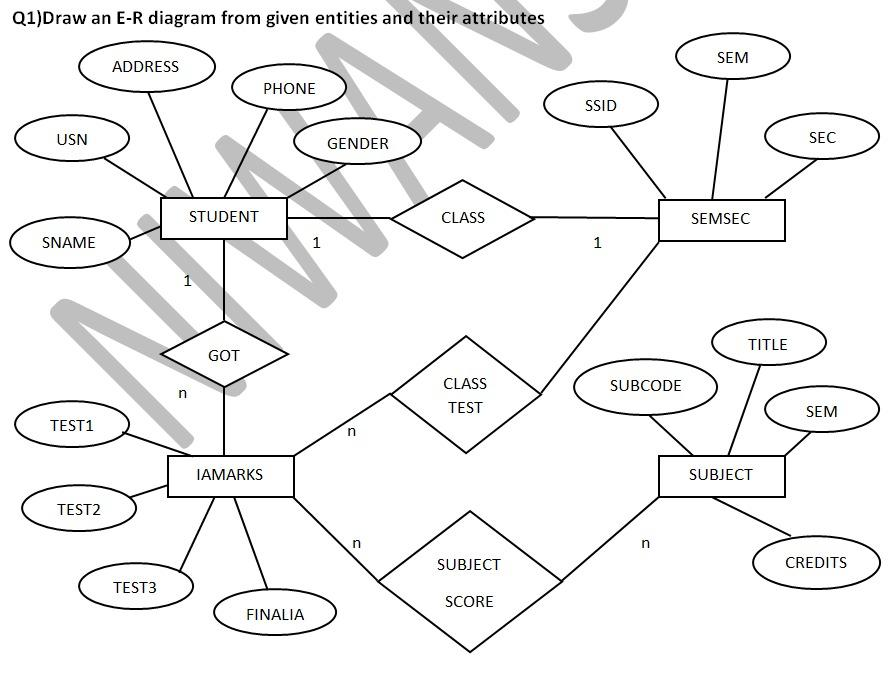 Q1)Draw an E-R diagram from given entities and their attributes
ADDRESS
PHONE
USN
GENDER
SNAME
STUDENT
SSID
SEM
SEC
CLASS
SEMSEC
1
1
1
GOT
n
CLASS
TEST
n
TEST1
IAMARKS
TEST2
TEST3
FINALIA
TITLE
SUBCODE
SEM
SUBJECT
CREDITS
n
n
SUBJECT
SCORE